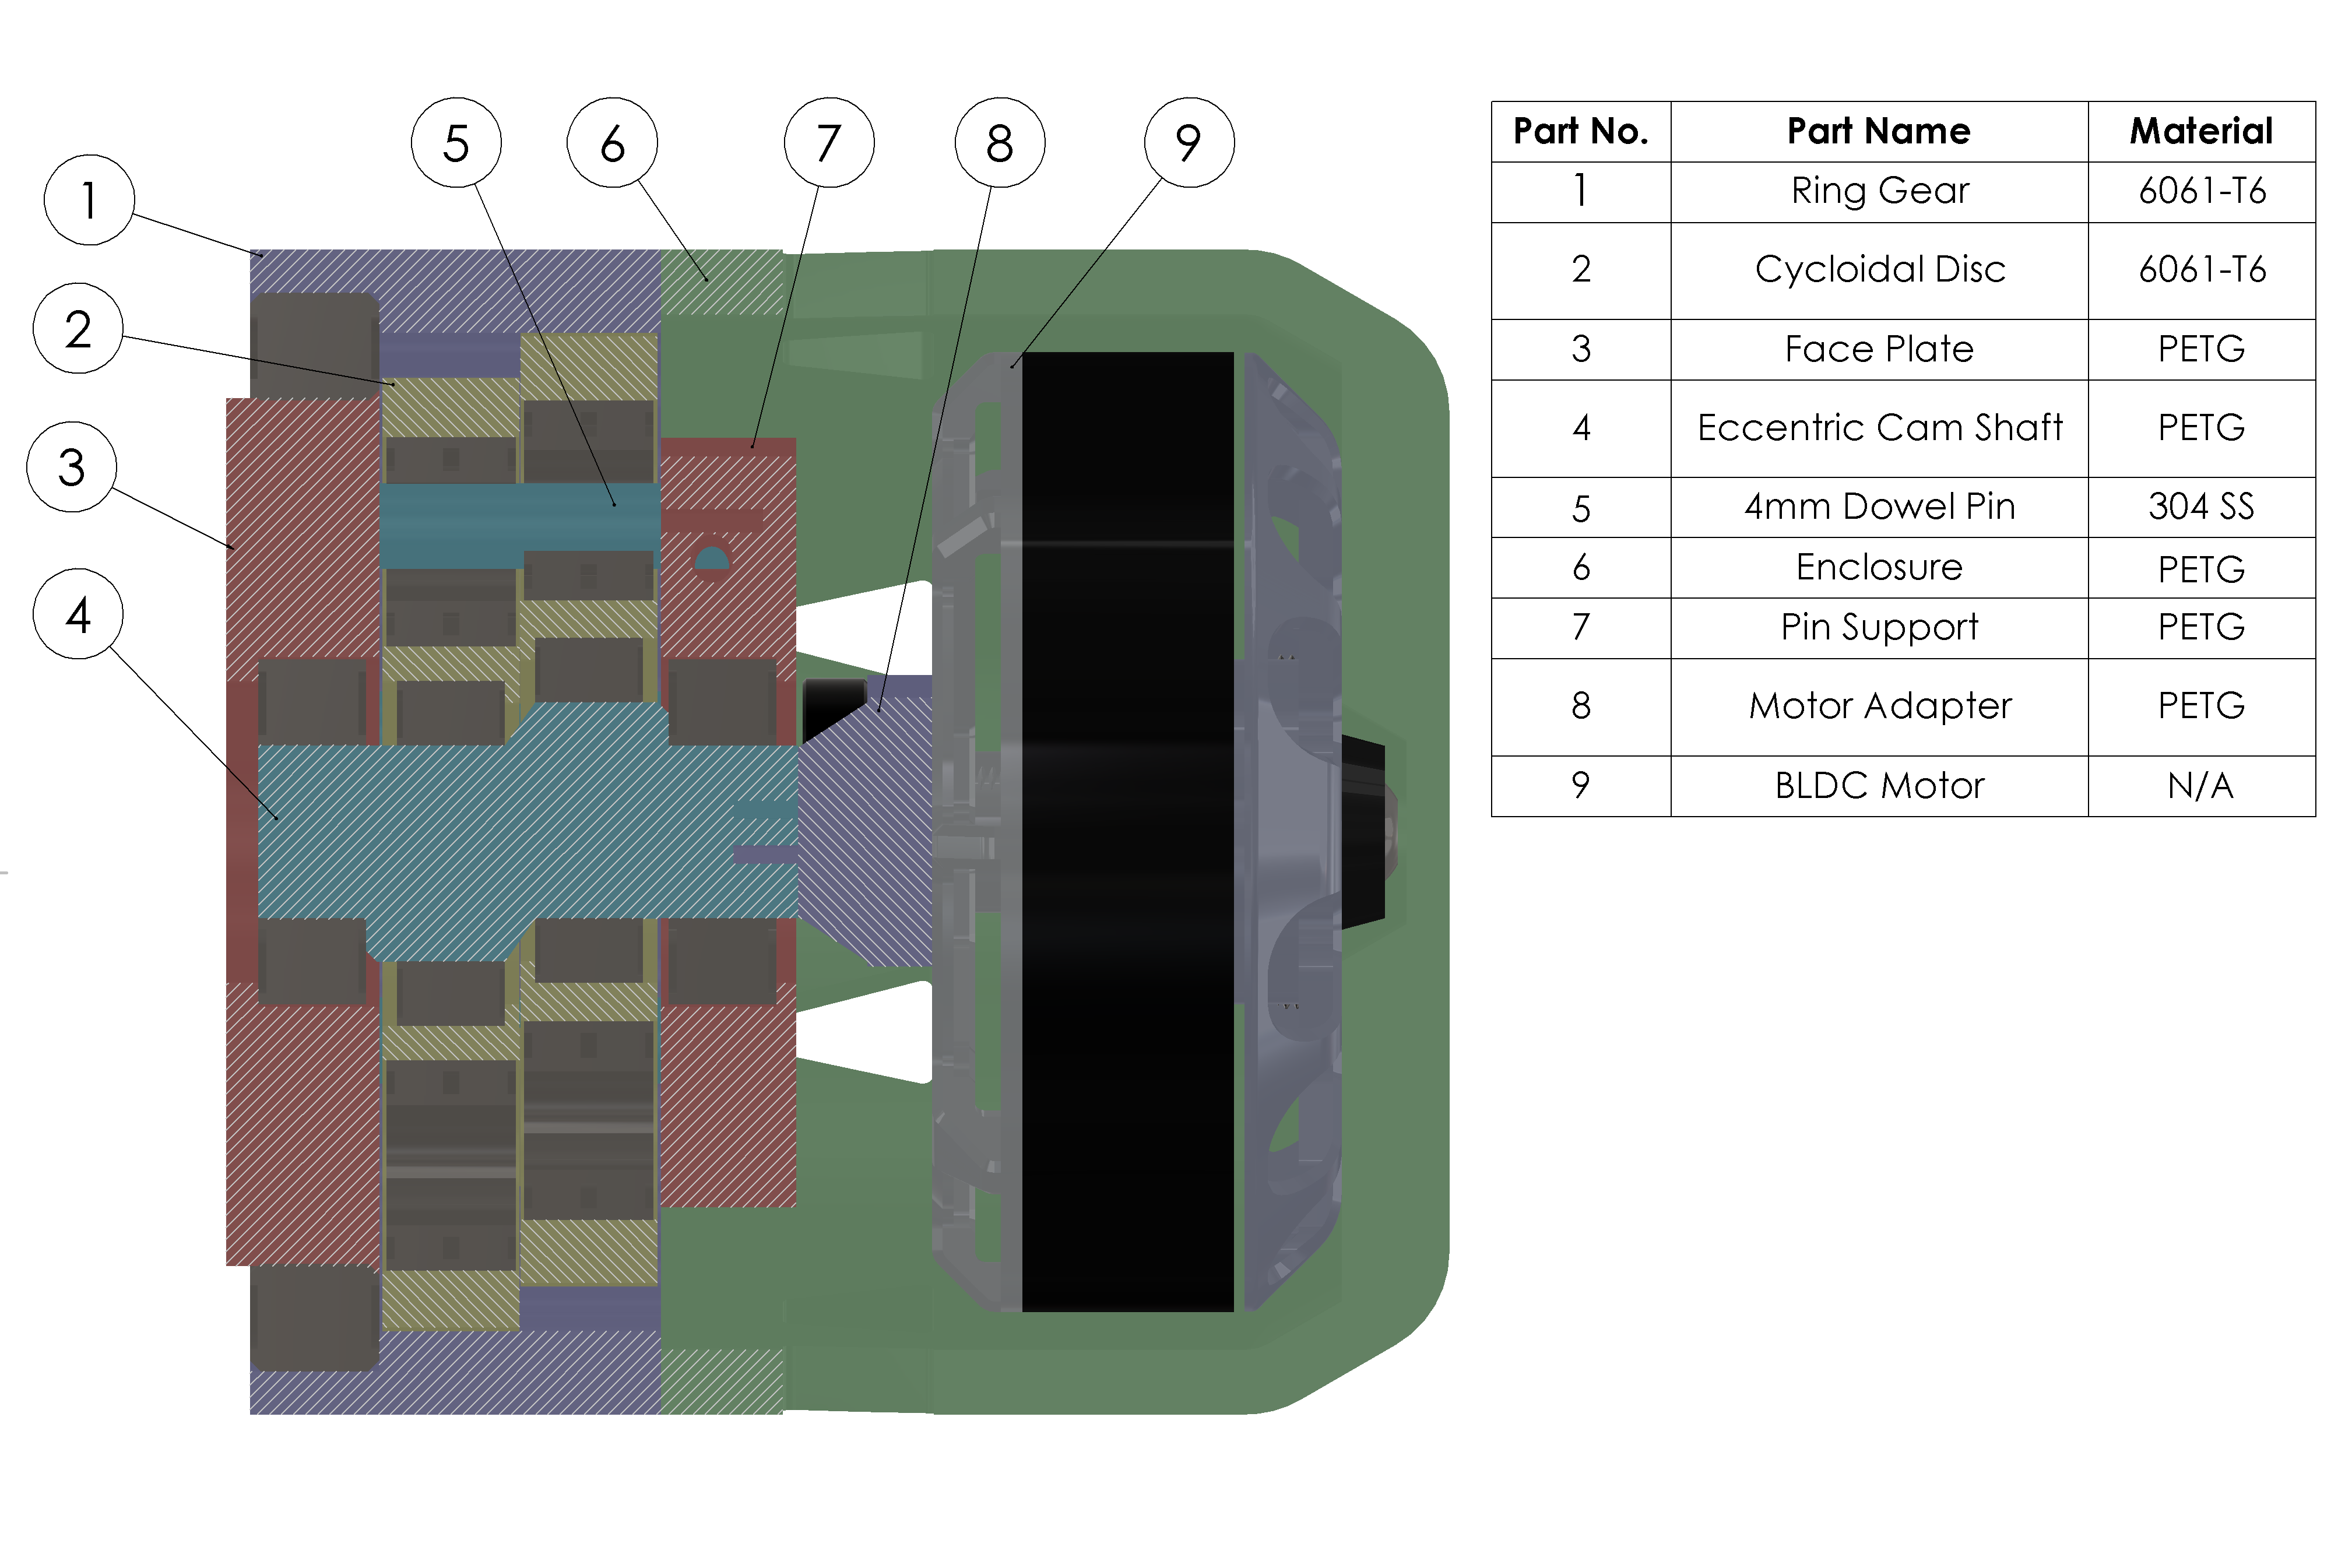 5 6 7 8 9
1
2
3
4
Part No. Part Name Material
1 Ring Gear 6061-T6
2 Cycloidal Disc 6061-T6
3 Face Plate PETG
4 Eccentric Cam Shaft PETG
5 4mm Dowel Pin 304 SS
6 Enclosure PETG
7 Pin Support PETG
8 Motor Adapter PETG
9 BLDC Motor N/A